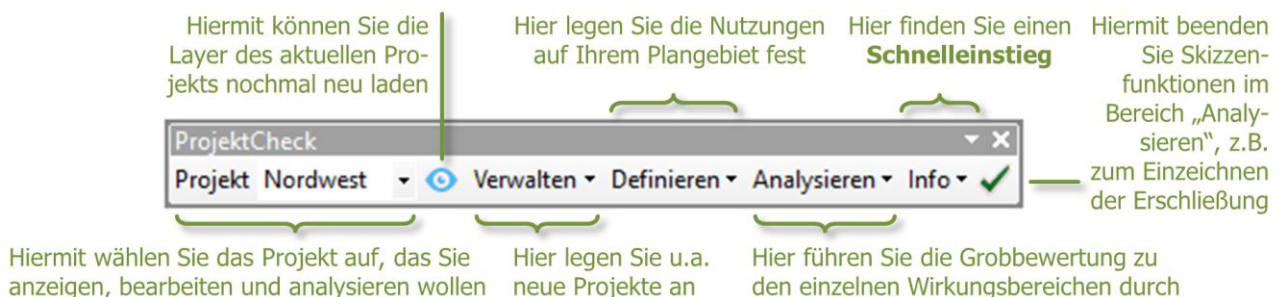 Hiermit können Sie die
Layer des aktuellen Pro-
jekts nochmal neu laden
Hier legen Sie die Nutzungen
auf Ihrem Plangebiet fest
Hier finden Sie einen
Schnelleinstieg
Hiermit beenden
Sie Skizzen-
funktionen im
Bereich „Analy-
sieren“, z.B.
zum Einzeichnen
der Erschließung
ProjektCheck
Projekt Nordwest Verwalten Definieren Analysieren Info
Hiermit wählen Sie das Projekt auf, das Sie
anzeigen, bearbeiten und analysieren wollen
Hier legen Sie u.a.
neue Projekte an
Hier führen Sie die Grobbewertung zu
den einzelnen Wirkungsbereichen durch